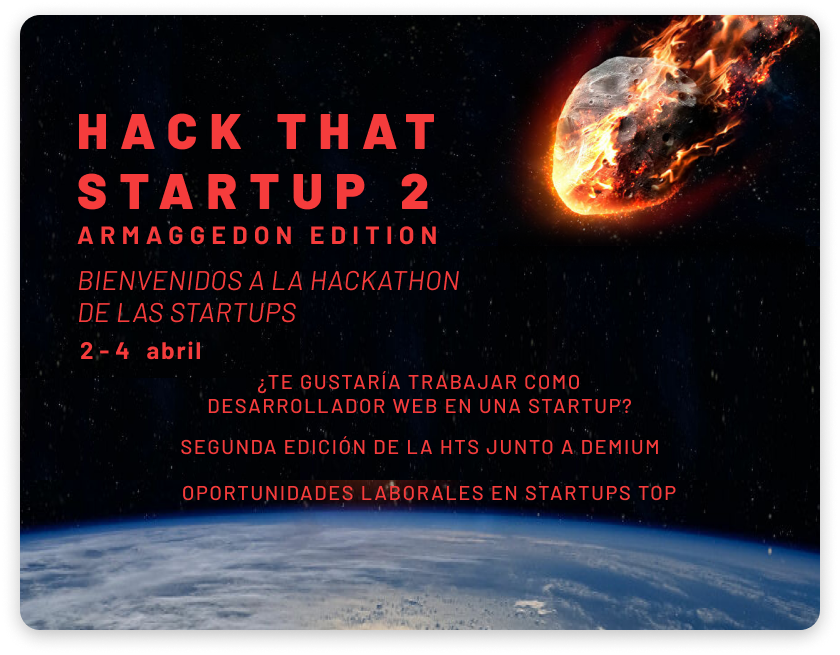 HACK THAT
STARTUP 2
ARMAGGEDON EDITION
BIENVENIDOS A LA HACKATHON
DE LAS STARTUPS
2-4 abril
¿TE GUSTARÍA TRABAJAR COMO
DESARROLLADOR WEB EN UNA STARTUP?
SEGUNDA EDICIÓN DE LA HTS JUNTO A DEMIUM
OPORTUNIDADES LABORALES EN STARTUPS TOP